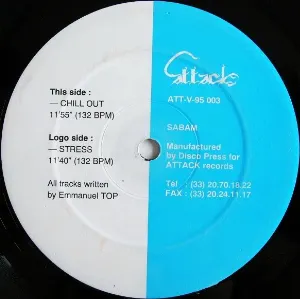 This side :
— CHILL OUT
11'55" (132 BPM)
Logo side :
— STRESS
11'40" (132 BPM)
All tracks written
by Emmanuel TOP
attacks
ATT-V-95 003
SABAM
Manufactured
by Disco Press for
ATTACK records
Tel : (33) 20.70.16.22
FAX : (33) 20.24.11.17